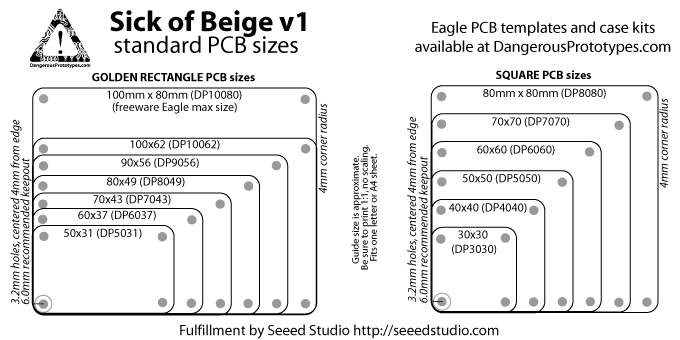 Sick of Beige v1
standard PCB sizes
DangerousPrototypes.com
Eagle PCB templates and case kits
available at DangerousPrototypes.com
GOLDEN RECTANGLE PCB sizes
100mm x 80mm (DP10080)
(freeware Eagle max size)
100x62 (DP10062)
90x56 (DP9056)
80x49 (DP8049)
70x43 (DP7043)
60x37 (DP6037)
50x31 (DP5031)
3.2mm holes, centered 4mm from edge
6.0mm recommended keepout
4mm corner radius
Guide size is approximate.
Be sure to print 1:1, no scaling.
Fits one letter or A4 sheet.
SQUARE PCB sizes
80mm x 80mm (DP8080)
70x70 (DP7070)
60x60 (DP6060)
50x50 (DP5050)
40x40 (DP4040)
30x30
(DP3030)
3.2mm holes, centered 4mm from edge
6.0mm recommended keepout
4mm corner radius
Fulfillment by Seeed Studio http://seeedstudio.com